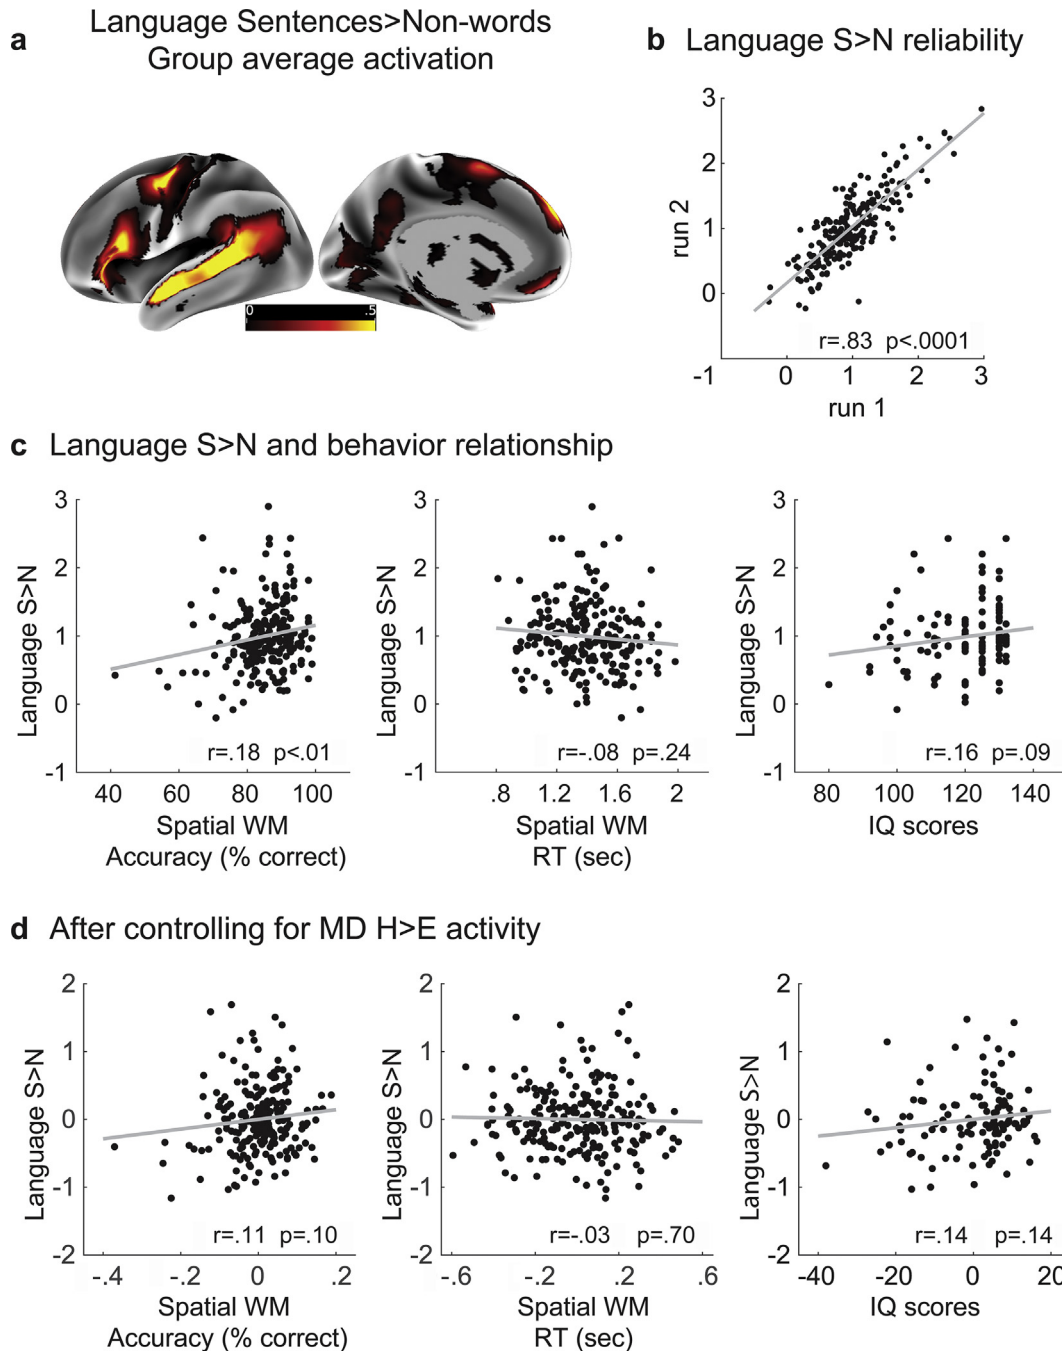 a
Language Sentences>Non-words
Group average activation
0 .5
b Language S>N reliability
3
2
1
0
-1
run 2
r=.83 p<.0001
0 1 2 3
run 1
c Language S>N and behavior relationship
3
2
1
0
-1
Language S>N
r=.18 p<.01
40 60 80 100
Spatial WM
Accuracy (% correct)
3
2
1
0
-1
Language S>N
r=-.08 p=.24
.8 1.2 1.6 2
Spatial WM
RT (sec)
3
2
1
0
-1
Language S>N
r=.16 p=.09
80 100 120 140
IQ scores
d After controlling for MD H>E activity
2
1
0
-1
-2
Language S>N
r=.11 p=.10
-.4 -.2 0 .2
Spatial WM
Accuracy (% correct)
2
1
0
-1
-2
Language S>N
r=-.03 p=.70
-.6 -.2 .2 .6
Spatial WM
RT (sec)
2
1
0
-1
-2
Language S>N
r=.14 p=.14
-40 -20 0 20
IQ scores